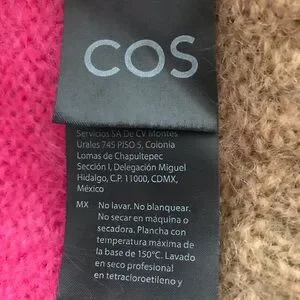 COS
Servicios SA De CV Montes
Urales 745 PISO 5, Colonia
Lomas de Chapultepec
Sección I, Delegación Miguel
Hidalgo, C.P. 11000, CDMX,
México
MX No lavar. No blanquear.
No secar en máquina o
secadora. Plancha con
temperatura máxima de
la base de 150°C. Lavado
en seco profesional
en tetracloroetileno y